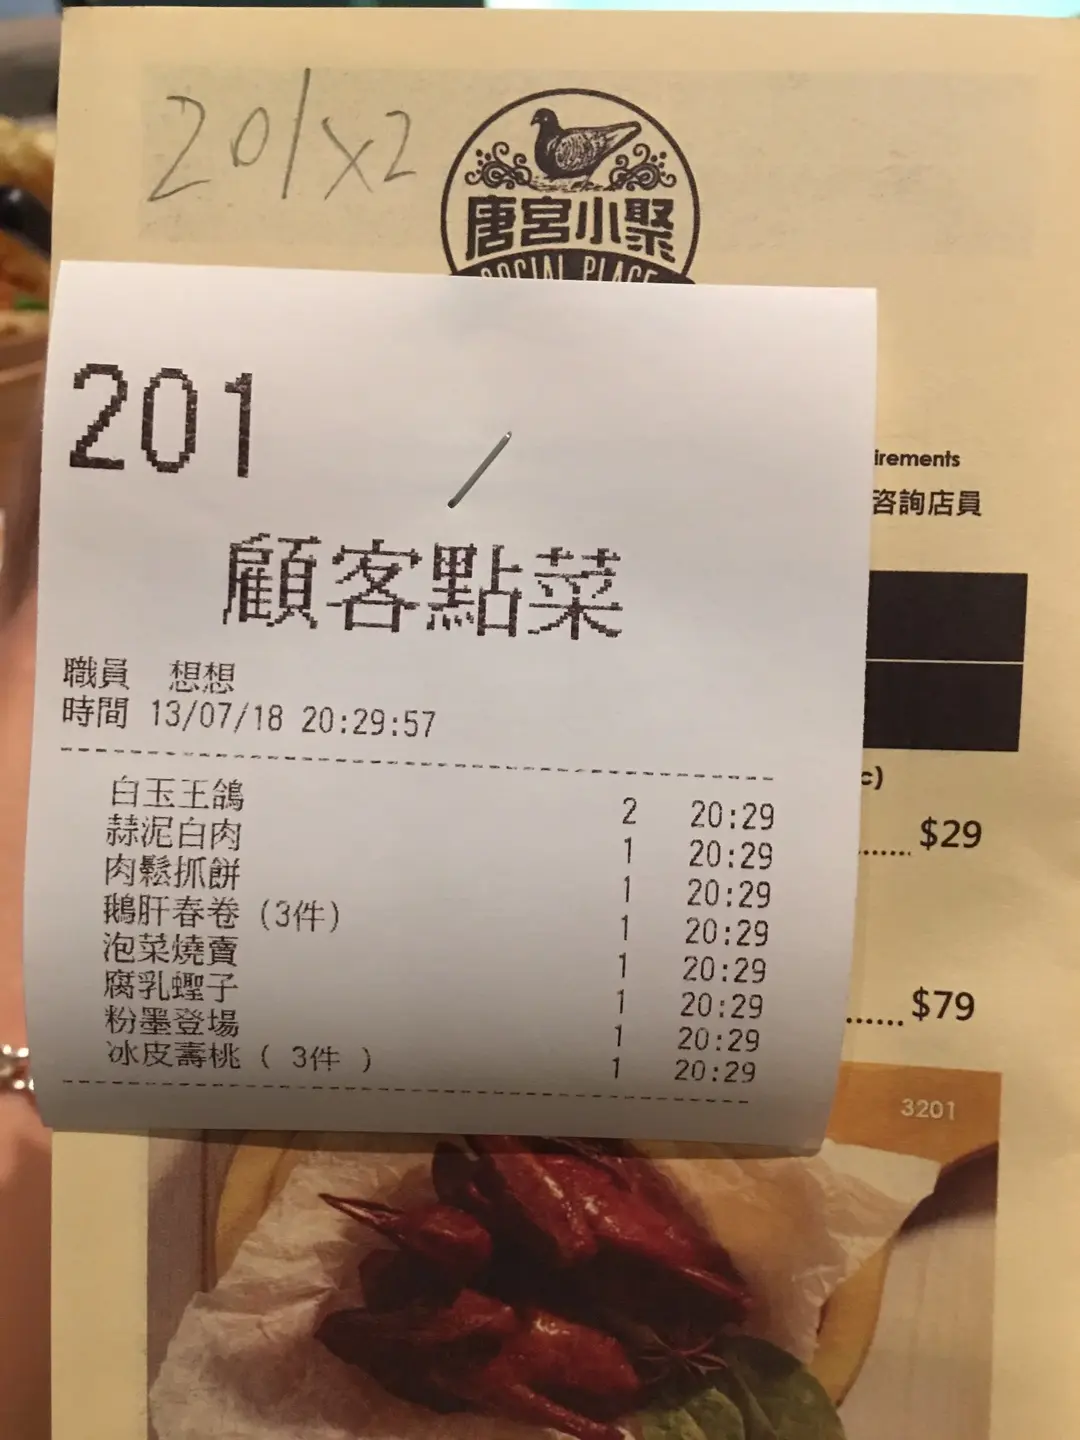 201x2
唐宮小聚
SOCIAL PLACE
201
irements
咨詢店員
顧客點菜
職員 想想
時間 13/07/18 20:29:57
白玉王鴿 2 20:29
蒜泥白肉 1 20:29
肉鬆抓餅 1 20:29
鵝肝春卷 (3件) 1 20:29
泡菜燒賣 1 20:29
腐乳蟶子 1 20:29
粉墨登場 1 20:29
冰皮壽桃 ( 3件 ) 1 20:29
c)
$29
$79
3201